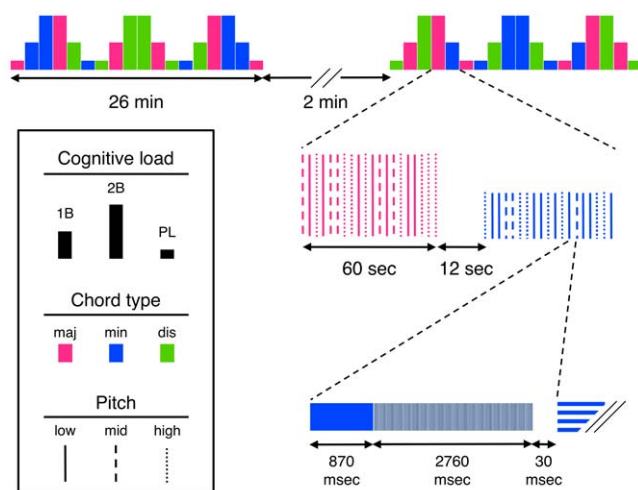 26 min
2 min
Cognitive load
1B
2B
PL
Chord type
maj min dis
Pitch
low mid high
60 sec
12 sec
870
msec
2760
msec
30
msec